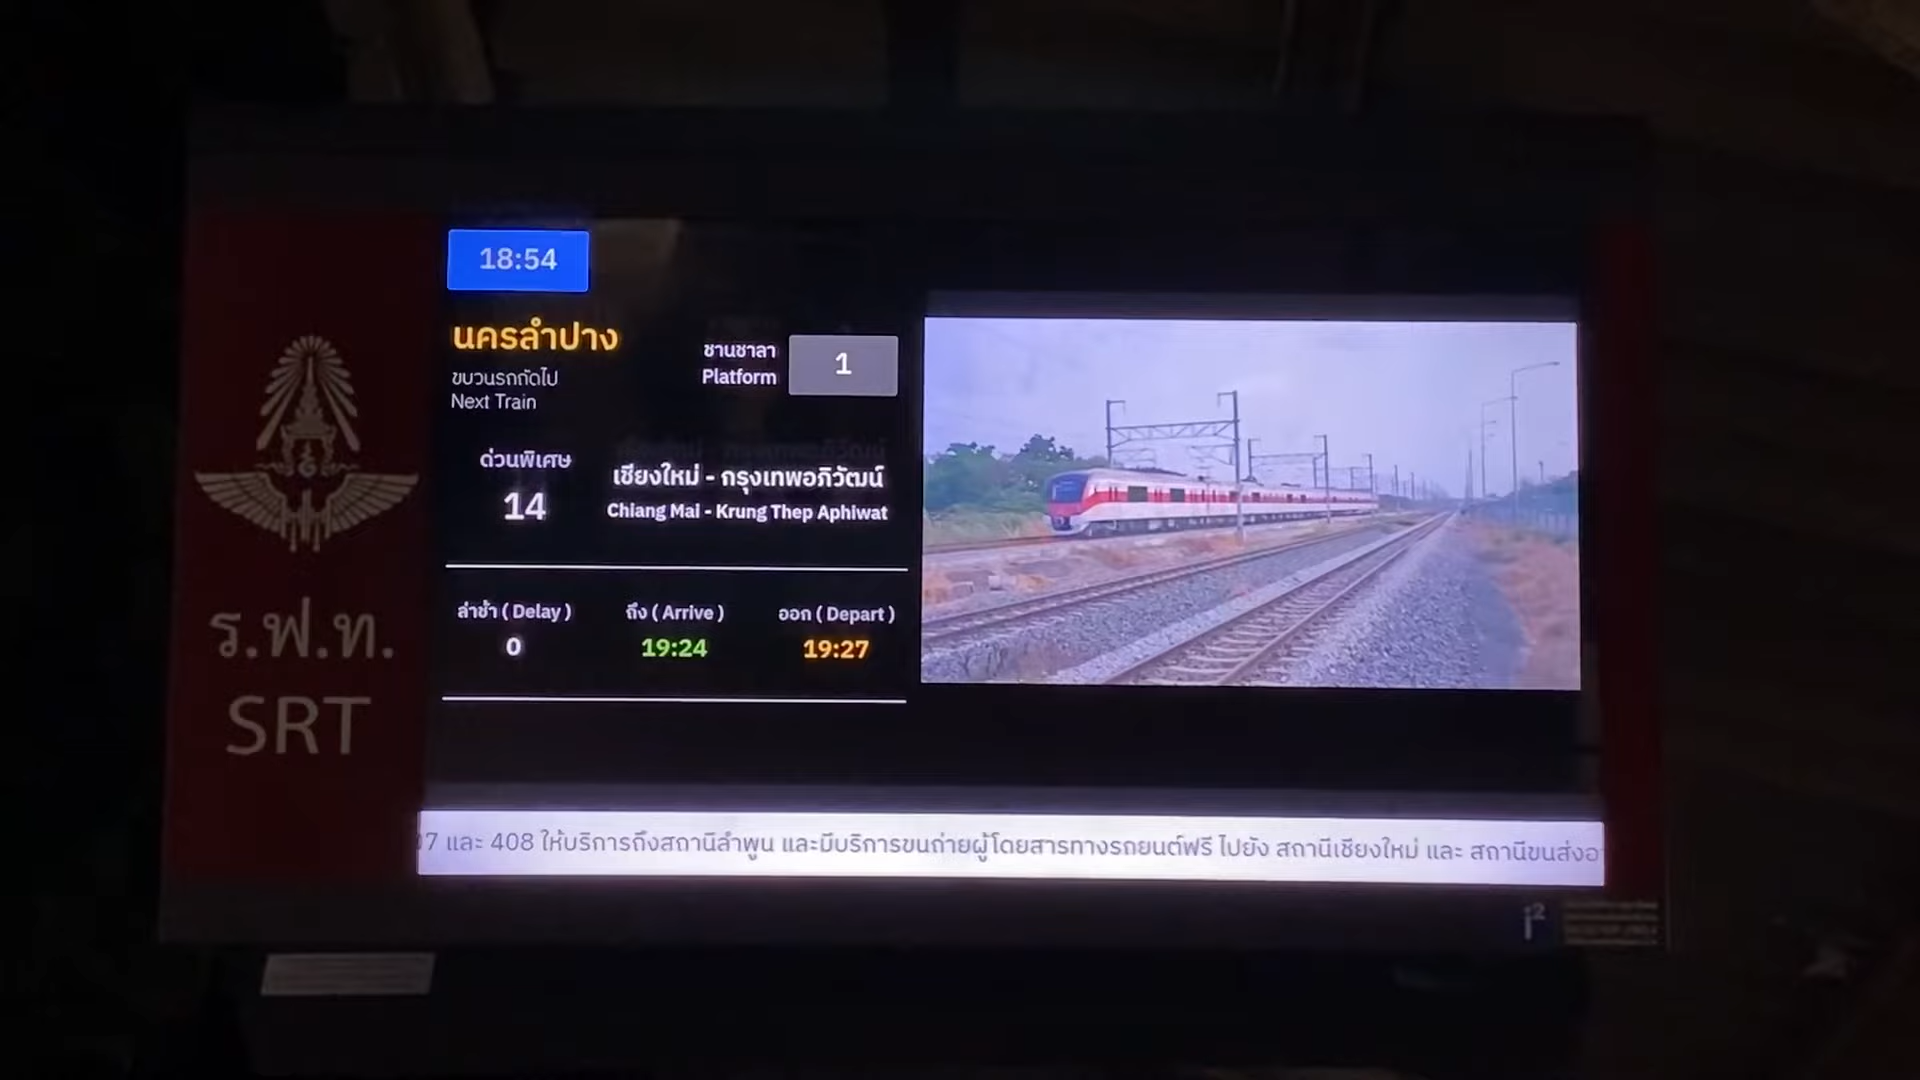 18:54
นครลำปาง
ขบวนรถถัดไป
Next Train
ชานชาลา
Platform
1
ด่วนพิเศษ
14
เชียงใหม่ - กรุงเทพอภิวัฒน์
Chiang Mai - Krung Thep Aphiwat
ล่าช้า ( Delay )
0
ถึง ( Arrive )
19:24
ออก ( Depart )
19:27
ร.ฟ.ท.
SRT
และ 408 ให้บริการถึงสถานีลำพูน และมีบริการขนถ่ายผู้โดยสารทางรถยนต์ฟรี ไปยัง สถานีเชียงใหม่ และ สถานีขนส่งอ
i²